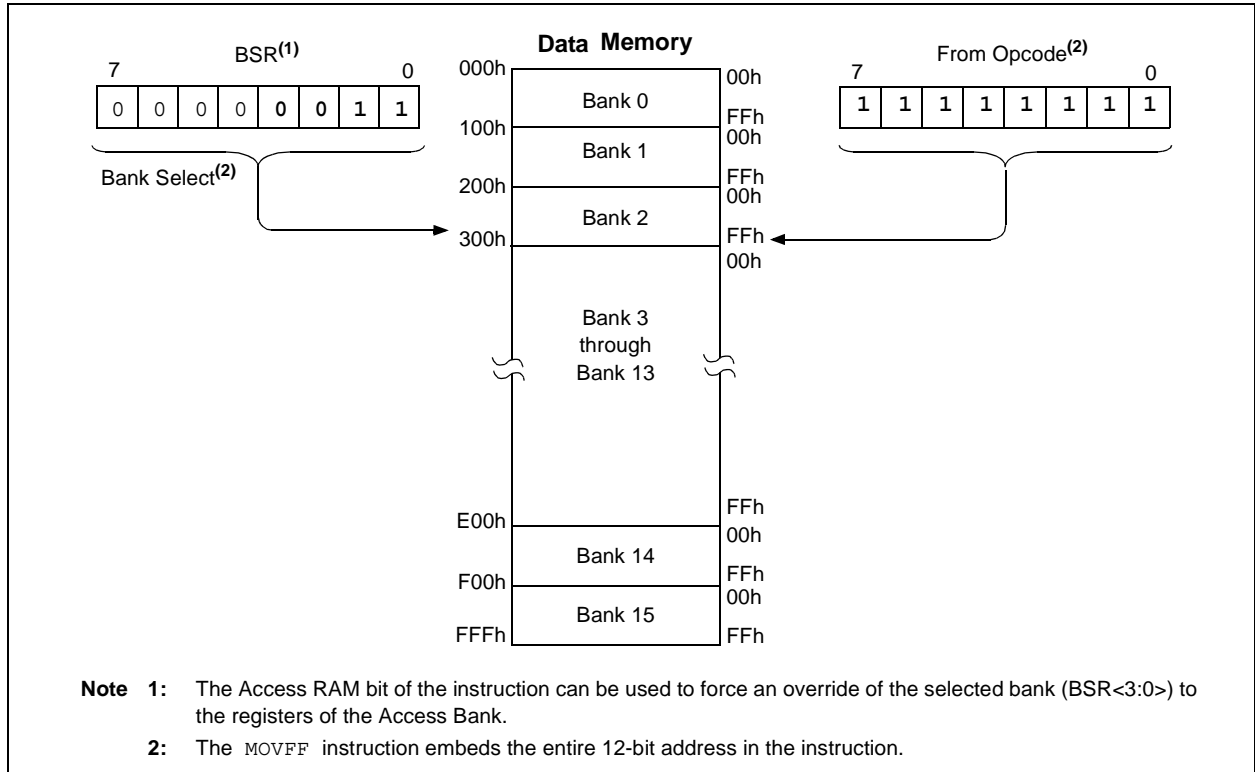 Data Memory
BSR(1)
7 0
0 0 0 0 0 0 1 1
Bank Select(2)
From Opcode(2)
7 0
1 1 1 1 1 1 1 1
000h
00h
Bank 0
FFh
100h
00h
Bank 1
FFh
200h
00h
Bank 2
FFh
300h
00h
Bank 3
through
Bank 13
FFh
E00h
00h
Bank 14
FFh
F00h
00h
Bank 15
FFFh
FFh
Note 1: The Access RAM bit of the instruction can be used to force an override of the selected bank (BSR<3:0>) to
the registers of the Access Bank.
2: The MOVFF instruction embeds the entire 12-bit address in the instruction.